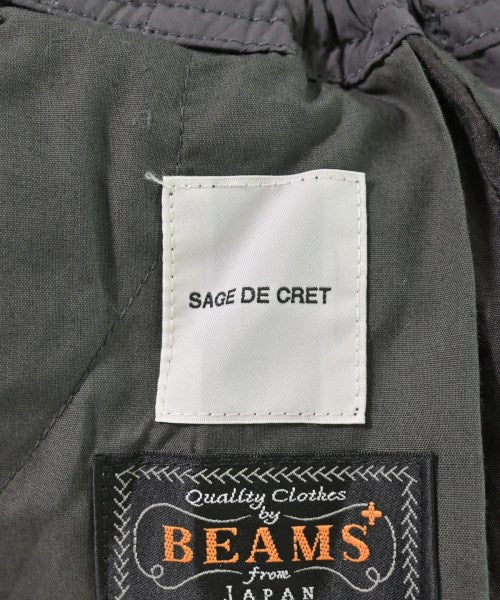 SAGE DE CRET
Quality Clothes
by
BEAMS+
from
JAPAN